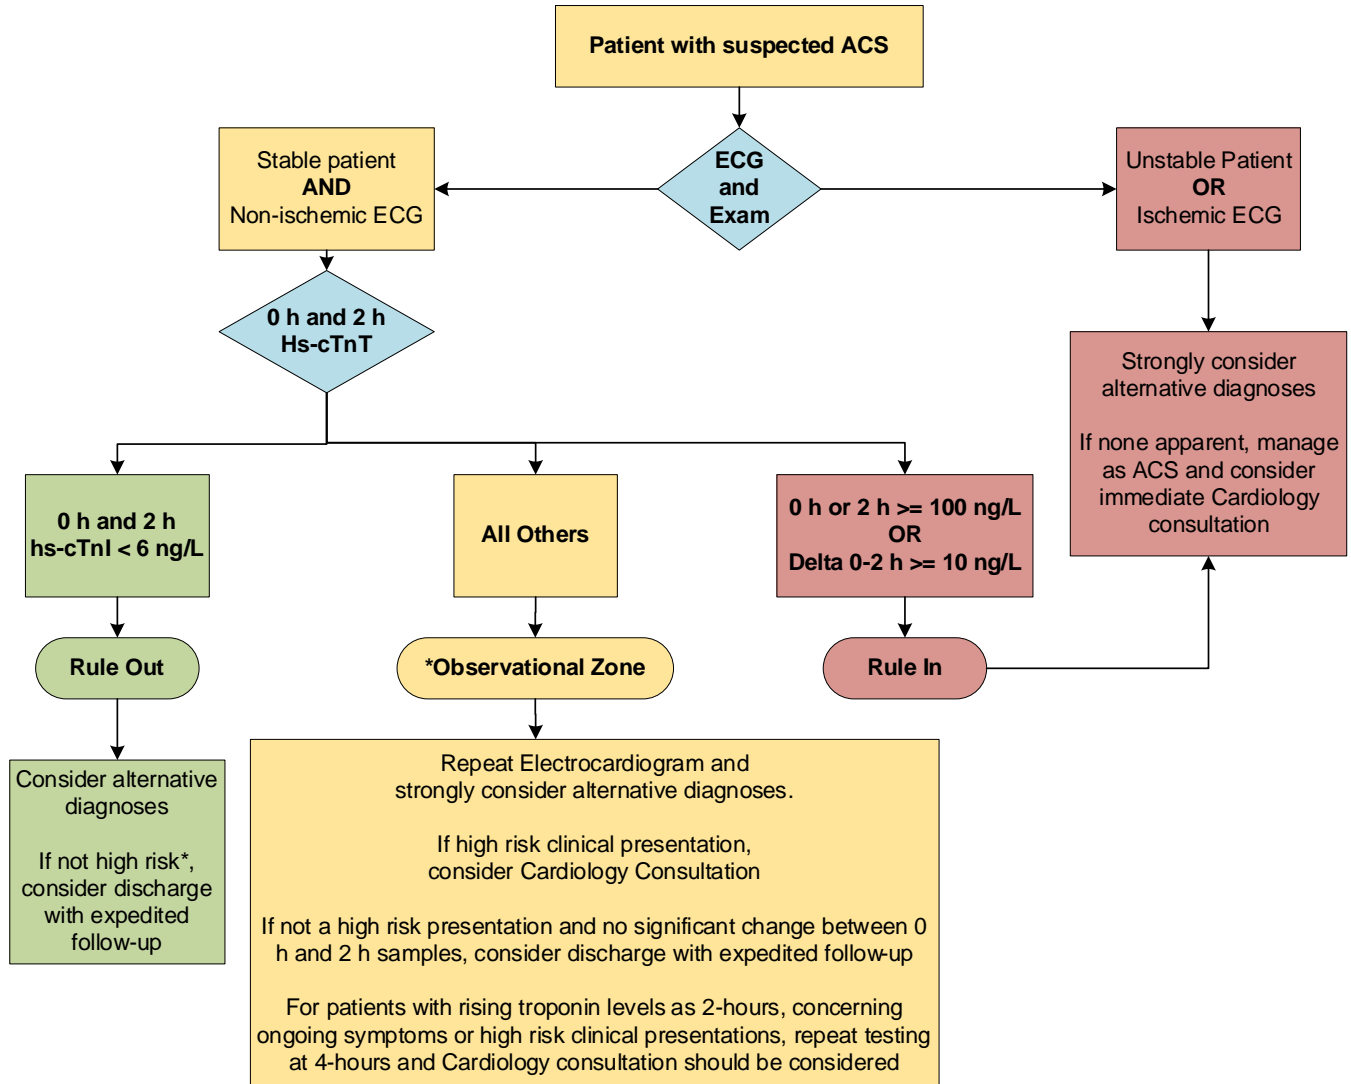 Patient with suspected ACS
ECG
and
Exam
Stable patient
AND
Non-ischemic ECG
Unstable Patient
OR
Ischemic ECG
0 h and 2 h
Hs-cTnT
Strongly consider
alternative diagnoses
If none apparent, manage
as ACS and consider
immediate Cardiology
consultation
0 h and 2 h
hs-cTnI < 6 ng/L
All Others
0 h or 2 h >= 100 ng/L
OR
Delta 0-2 h >= 10 ng/L
Rule Out
*Observational Zone
Rule In
Consider alternative
diagnoses
If not high risk*,
consider discharge
with expedited
follow-up
Repeat Electrocardiogram and
strongly consider alternative diagnoses.
If high risk clinical presentation,
consider Cardiology Consultation
If not a high risk presentation and no significant change between 0
h and 2 h samples, consider discharge with expedited follow-up
For patients with rising troponin levels as 2-hours, concerning
ongoing symptoms or high risk clinical presentations, repeat testing
at 4-hours and Cardiology consultation should be considered